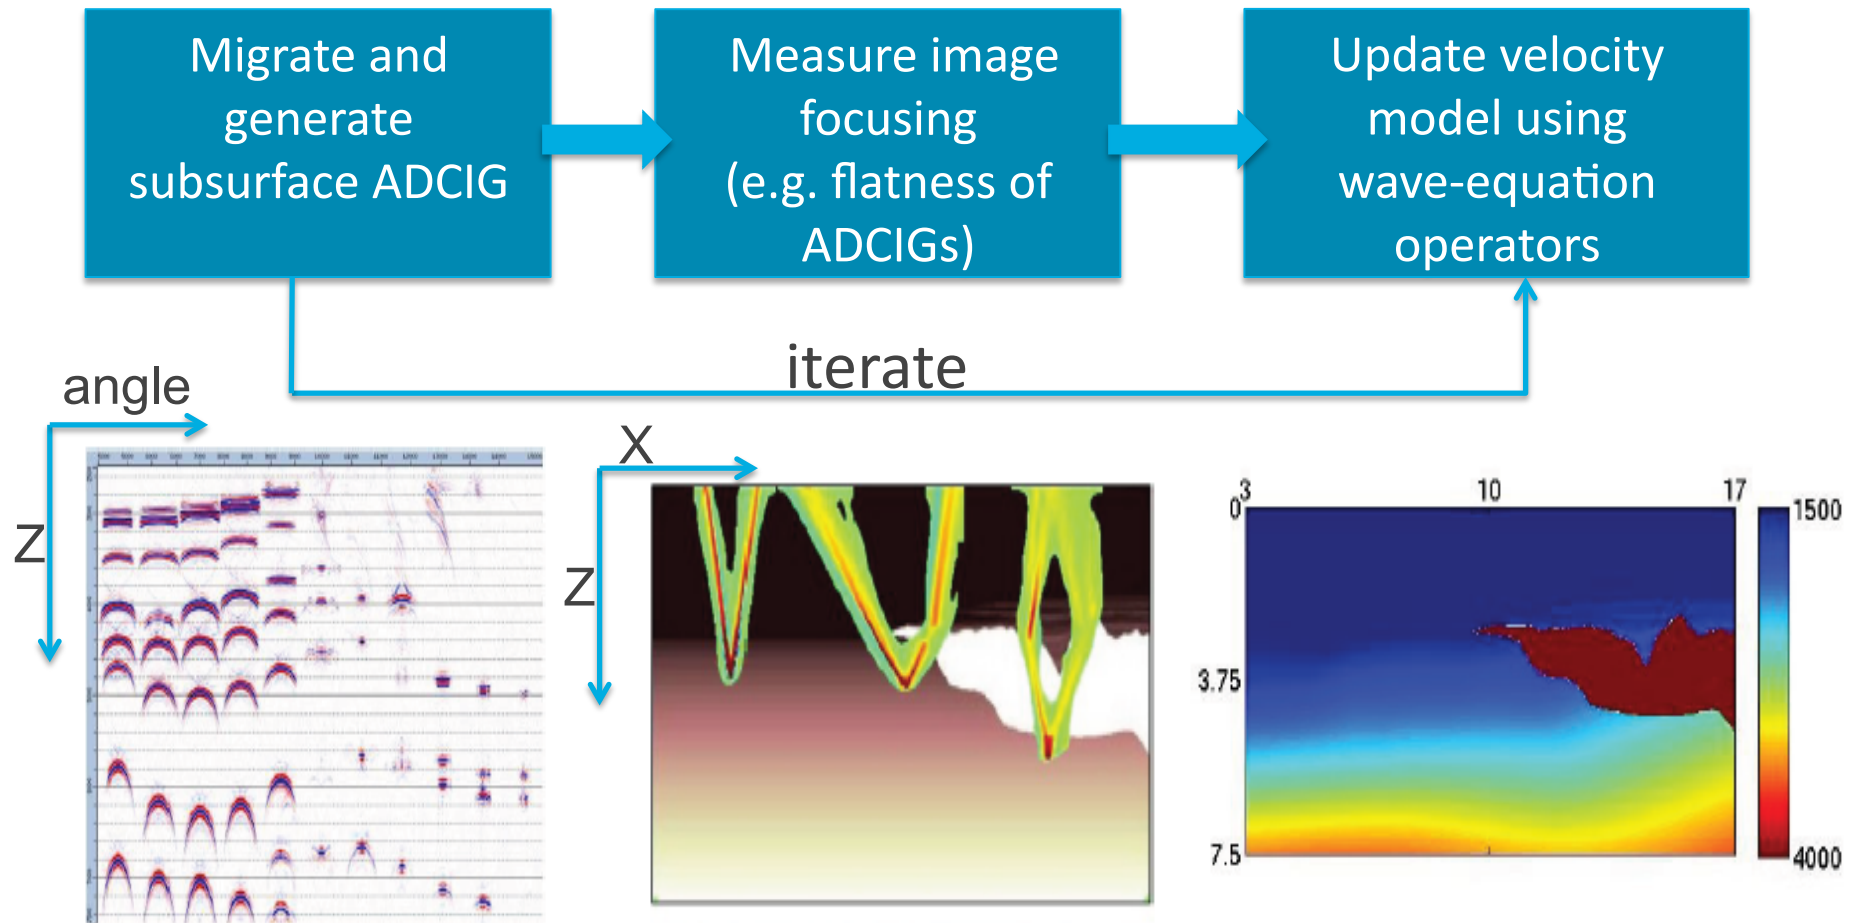 Migrate and
generate
subsurface ADCIG
Measure image
focusing
(e.g. flatness of
ADCIGs)
Update velocity
model using
wave-equation
operators
iterate
angle
Z
X
Z
3 10 17
0
3.75
7.5
1500
4000